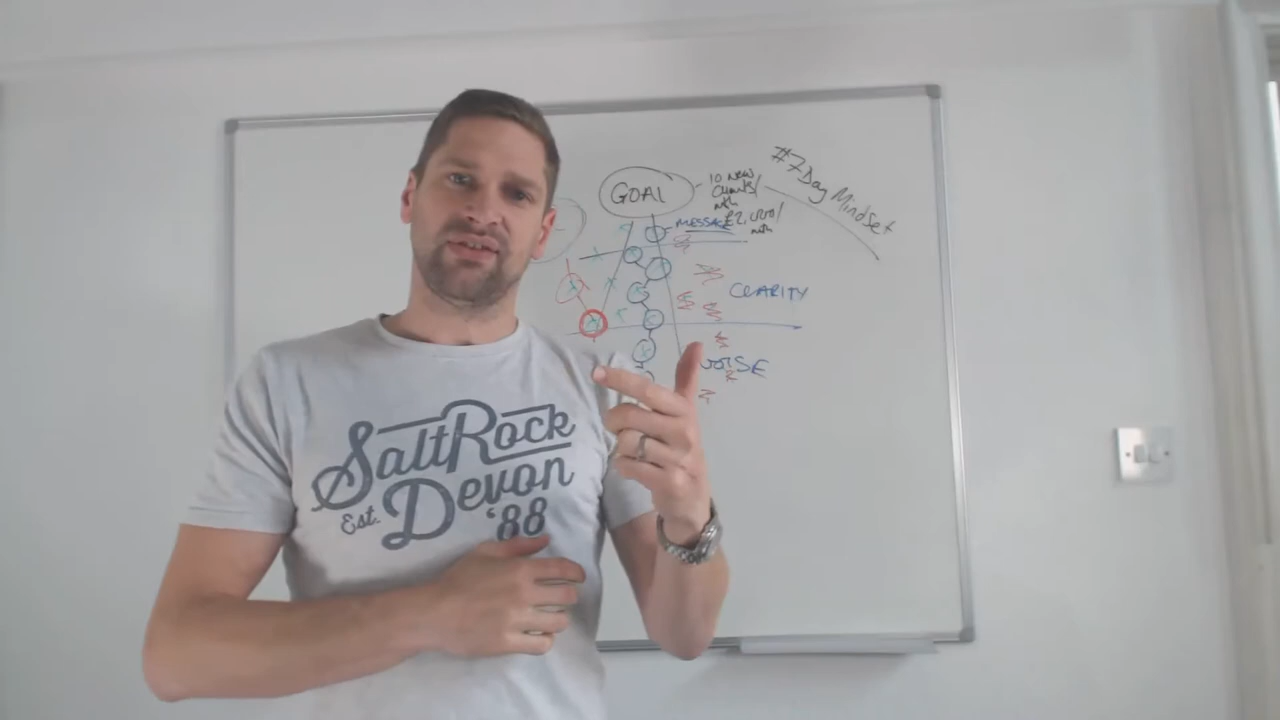 #7DayMindset
GOAL
10 NEW
Clients/
mth
£2,000/
mth
MESSAGE
CLARITY
NOISE
SaltRock
Est. Devon
'88